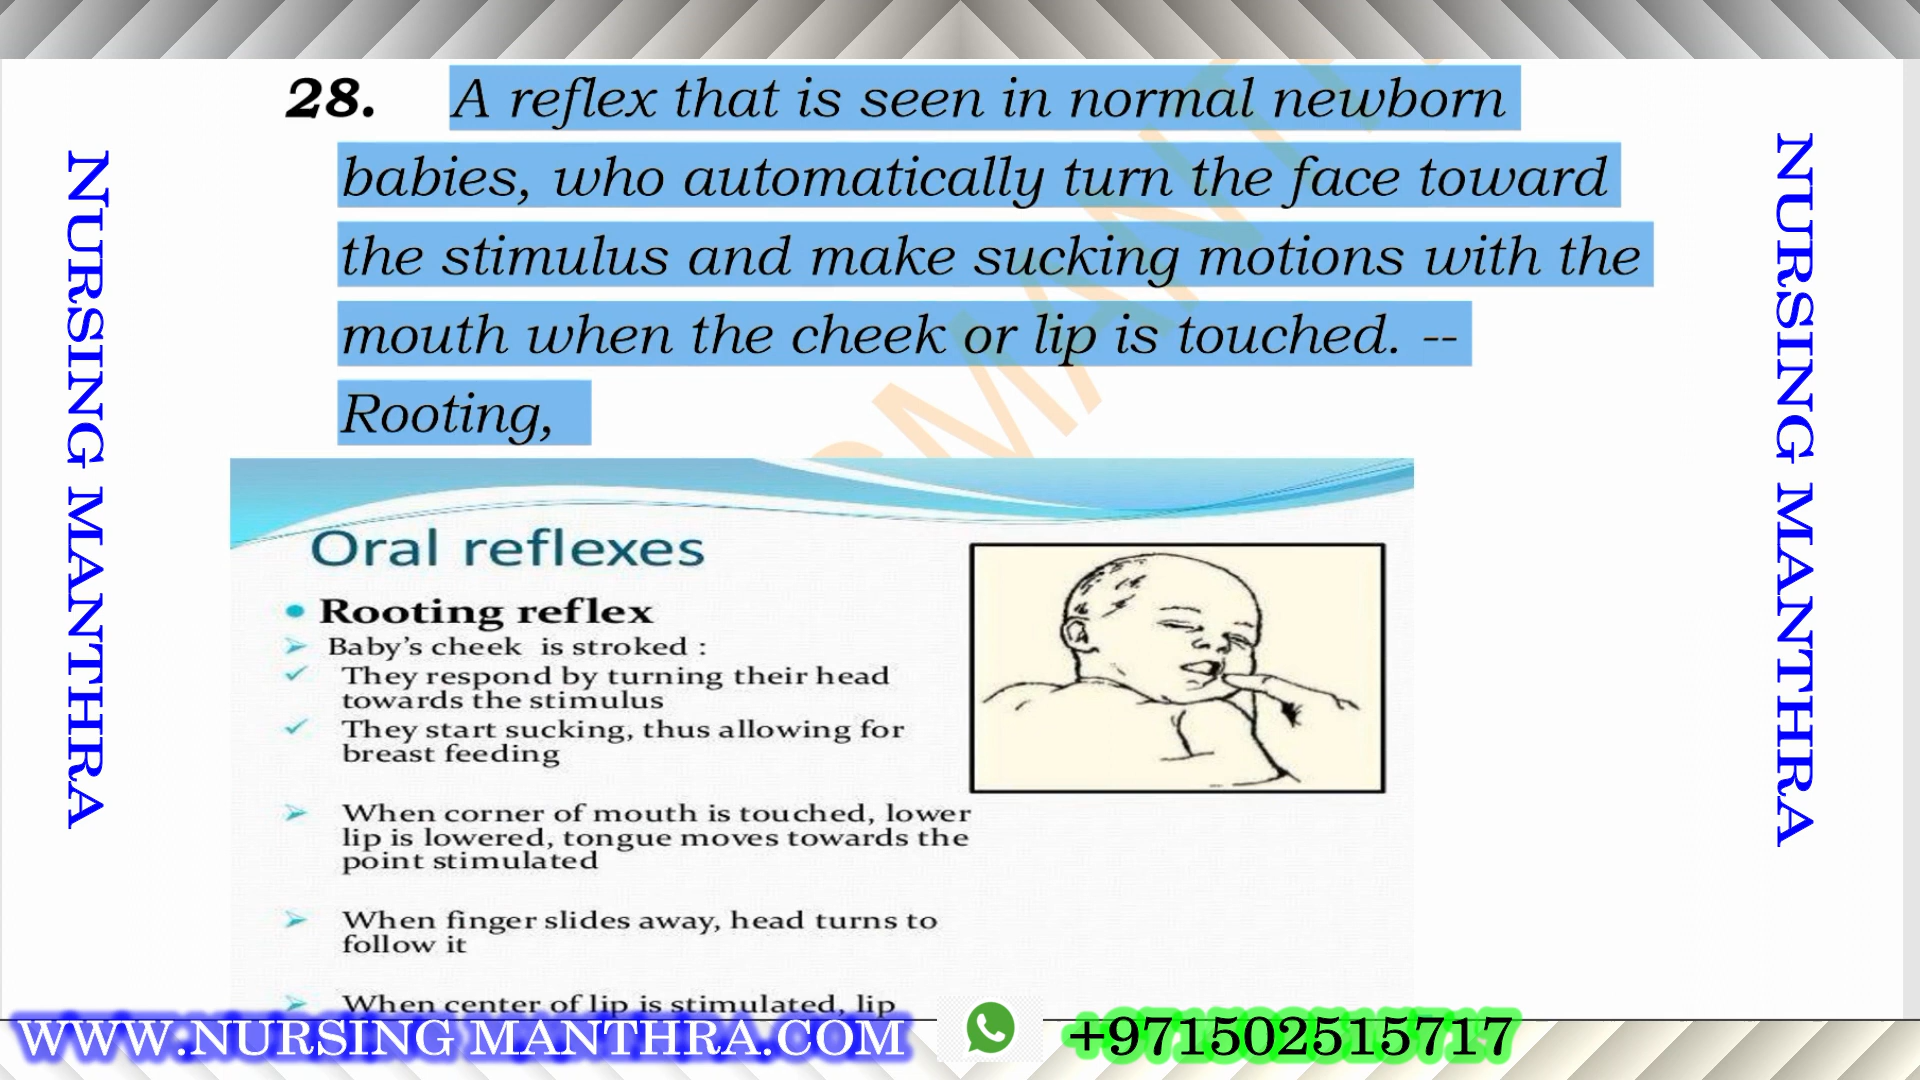 28. A reflex that is seen in normal newborn
babies, who automatically turn the face toward
the stimulus and make sucking motions with the
mouth when the cheek or lip is touched. --
Rooting,
NURSING MANTHRA
NURSING MANTHRA
Oral reflexes
• Rooting reflex
➢ Baby's cheek is stroked :
✓ They respond by turning their head
towards the stimulus
✓ They start sucking, thus allowing for
breast feeding
➢ When corner of mouth is touched, lower
lip is lowered, tongue moves towards the
point stimulated
➢ When finger slides away, head turns to
follow it
➢ When center of lip is stimulated, lip
WWW.NURSING MANTHRA.COM
+971502515717